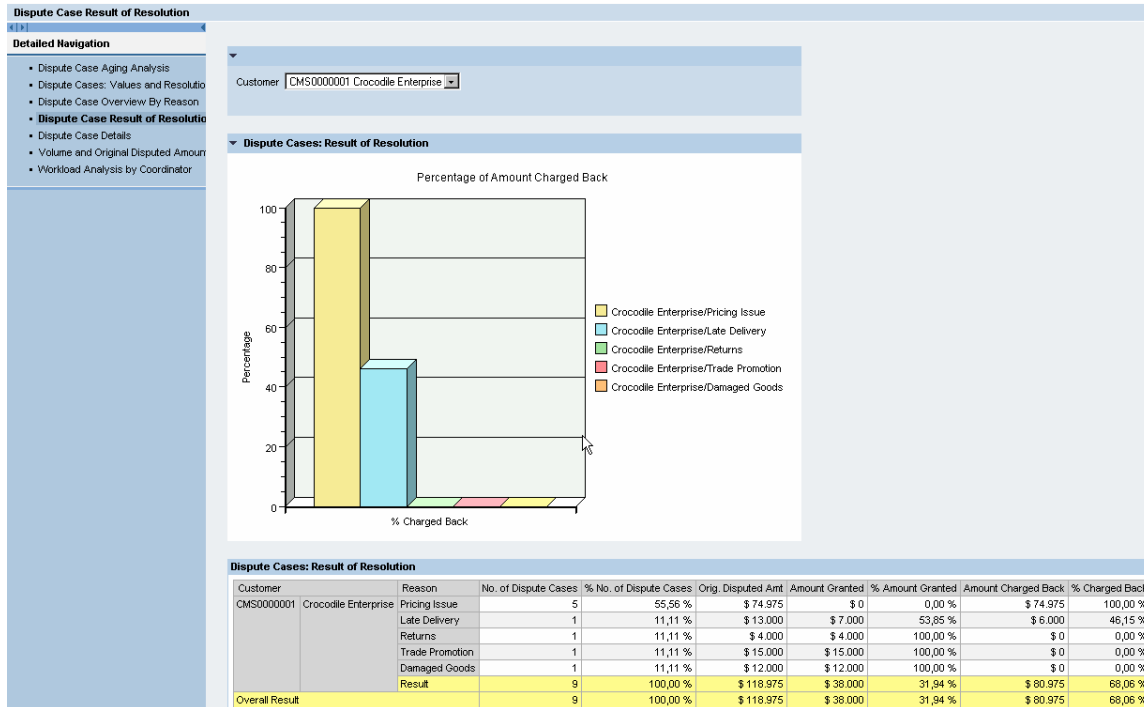 Dispute Case Result of Resolution
Detailed Navigation
Dispute Case Aging Analysis
Dispute Cases: Values and Resolutio
Dispute Case Overview By Reason
Dispute Case Result of Resolutio
Dispute Case Details
Volume and Original Disputed Amoun
Workload Analysis by Coordinator
Customer CMS0000001 Crocodile Enterprise
Dispute Cases: Result of Resolution
Percentage of Amount Charged Back
100
80
60
40
20
0
Percentage
% Charged Back
Crocodile Enterprise/Pricing Issue
Crocodile Enterprise/Late Delivery
Crocodile Enterprise/Returns
Crocodile Enterprise/Trade Promotion
Crocodile Enterprise/Damaged Goods
Dispute Cases: Result of Resolution
Customer Reason No. of Dispute Cases % No. of Dispute Cases Orig. Disputed Amt Amount Granted % Amount Granted Amount Charged Back % Charged Back
CMS0000001 Crocodile Enterprise Pricing Issue 5 55,56 % $ 74.975 $ 0 0,00 % $ 74.975 100,00 %
Late Delivery 1 11,11 % $ 13.000 $ 7.000 53,85 % $ 6.000 46,15 %
Returns 1 11,11 % $ 4.000 $ 4.000 100,00 % $ 0 0,00 %
Trade Promotion 1 11,11 % $ 15.000 $ 15.000 100,00 % $ 0 0,00 %
Damaged Goods 1 11,11 % $ 12.000 $ 12.000 100,00 % $ 0 0,00 %
Result 9 100,00 % $ 118.975 $ 38.000 31,94 % $ 80.975 68,06 %
Overall Result 9 100,00 % $ 118.975 $ 38.000 31,94 % $ 80.975 68,06 %